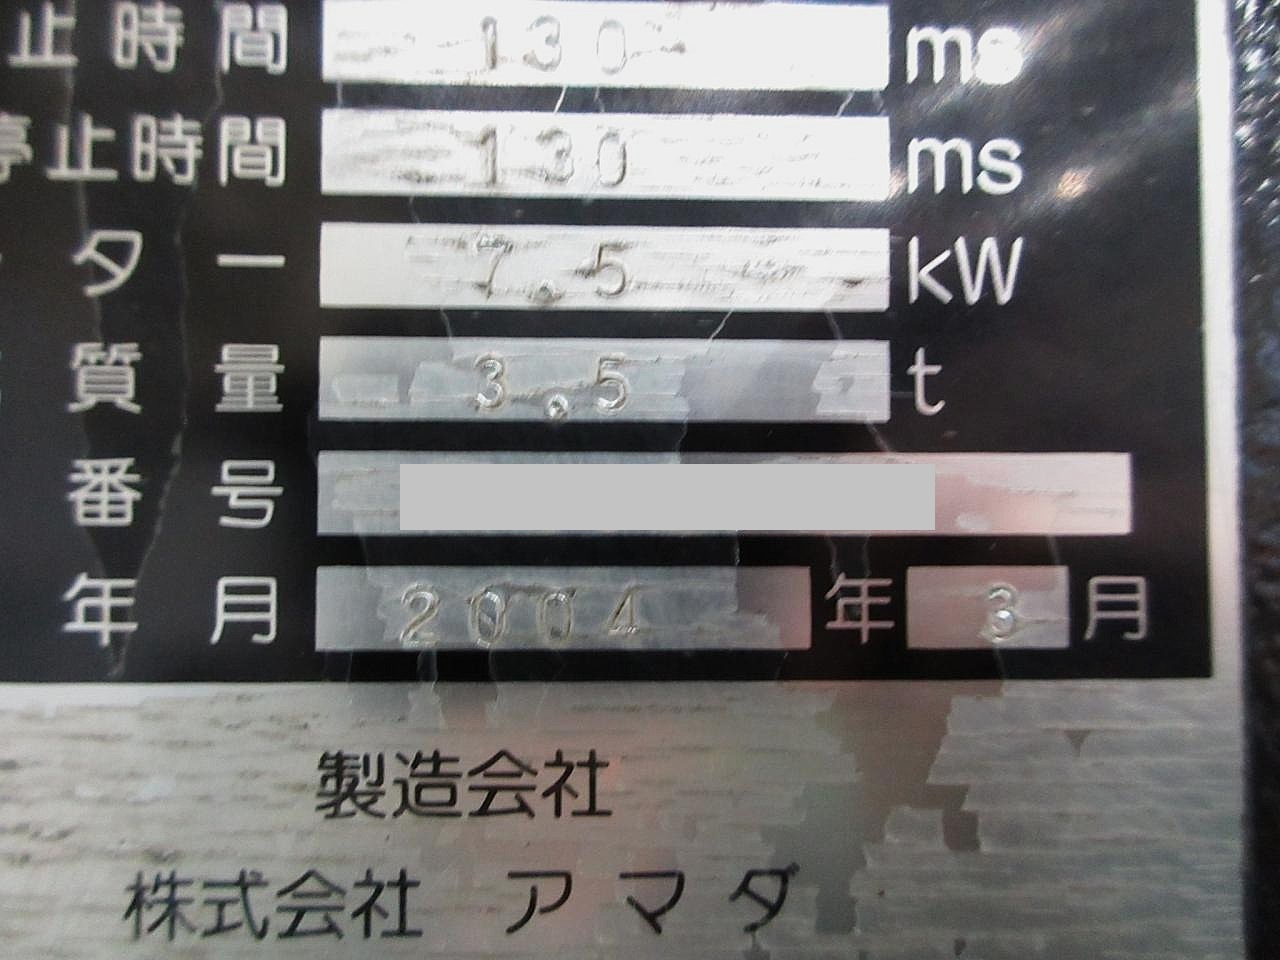 止時間 130 ms
停止時間 130 ms
ター 7.5 kW
質量 3.5 t
番号
年月 2004 年 3 月
製造会社
株式会社 アマダ